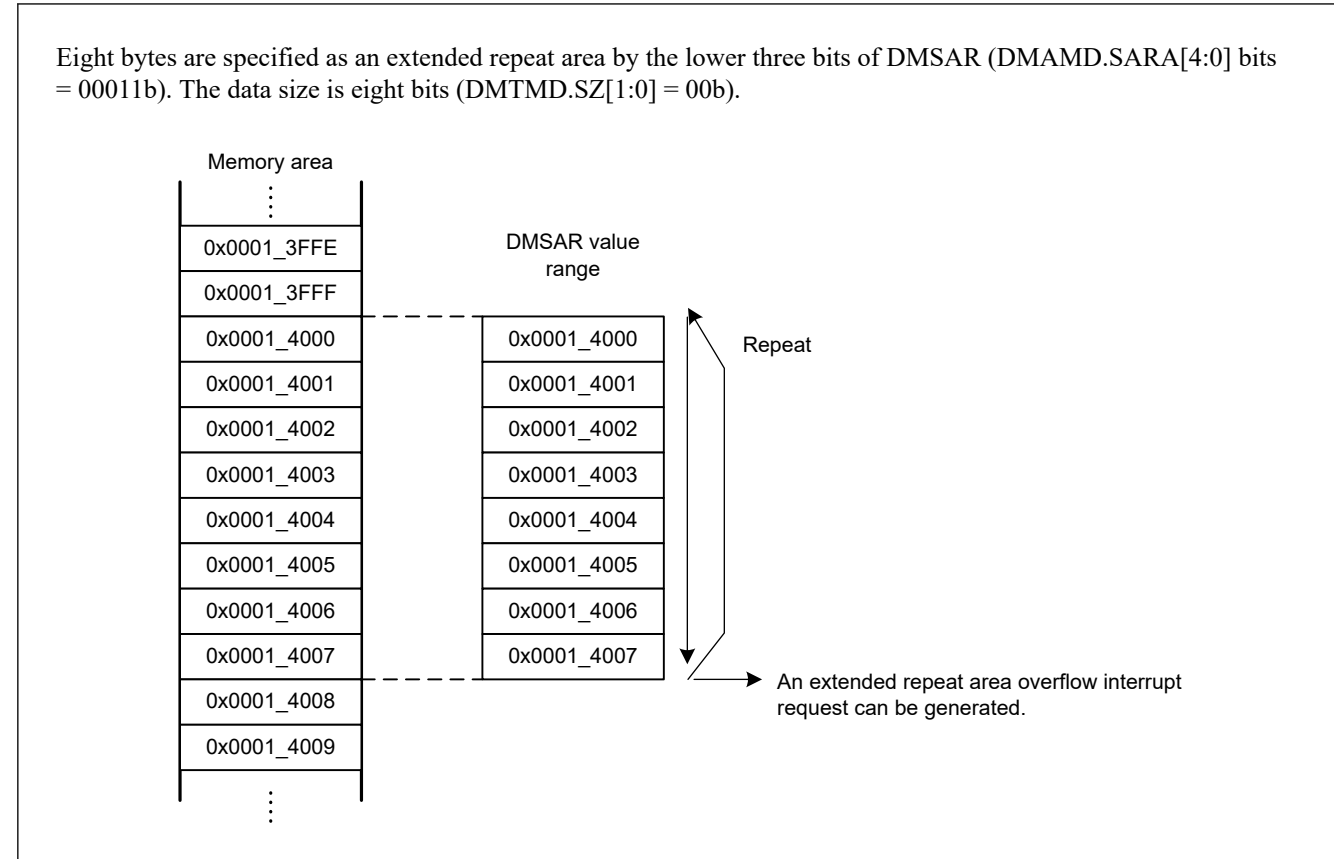 Eight bytes are specified as an extended repeat area by the lower three bits of DMSAR (DMAMD.SARA[4:0] bits
= 00011b). The data size is eight bits (DMTMD.SZ[1:0] = 00b).
Memory area
0x0001_3FFE
0x0001_3FFF
0x0001_4000
0x0001_4001
0x0001_4002
0x0001_4003
0x0001_4004
0x0001_4005
0x0001_4006
0x0001_4007
0x0001_4008
0x0001_4009
DMSAR value
range
0x0001_4000
0x0001_4001
0x0001_4002
0x0001_4003
0x0001_4004
0x0001_4005
0x0001_4006
0x0001_4007
Repeat
An extended repeat area overflow interrupt
request can be generated.